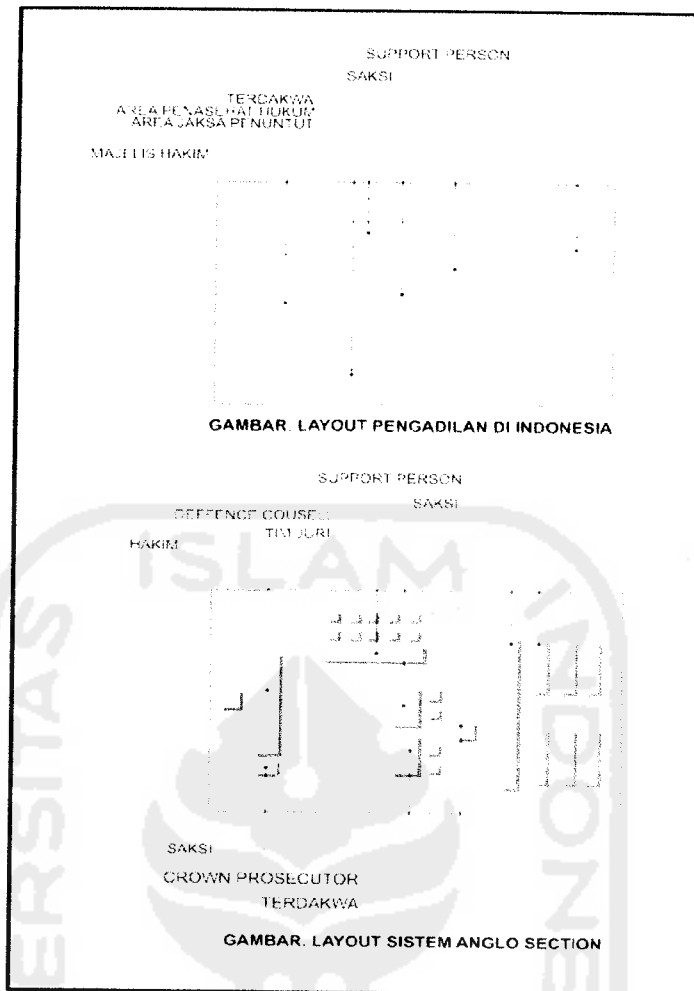 SUPPORT PERSON
SAKSI
TERDAKWA
AREA PENASEHAT HUKUM
AREA JAKSA PENUNTUT
MAJELIS HAKIM
GAMBAR. LAYOUT PENGADILAN DI INDONESIA
SUPPORT PERSON
SAKSI
DEFFENCE COUSEL
TIM JURI
HAKIM
ISLAM
SAKSI
CROWN PROSECUTOR
TERDAKWA
GAMBAR. LAYOUT SISTEM ANGLO SECTION